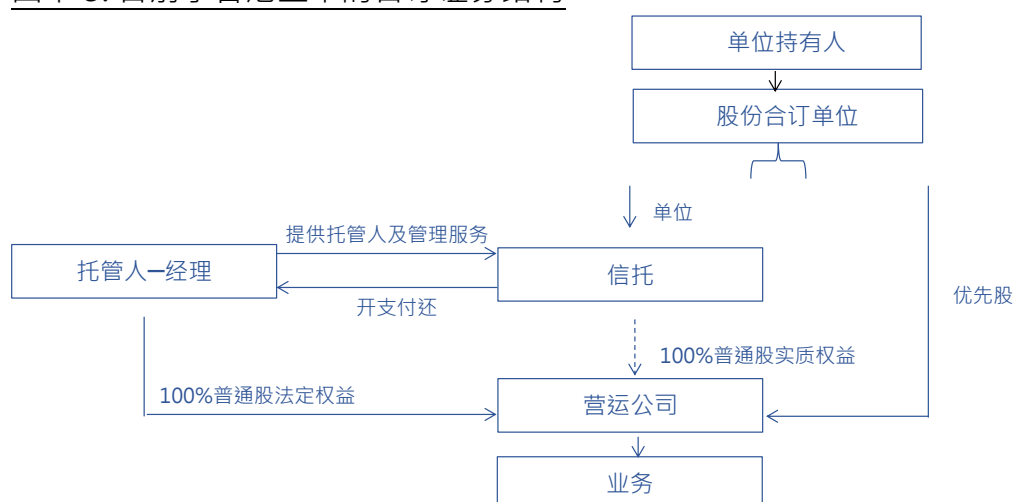 单位持有人
股份合订单位
单位
提供托管人及管理服务
托管人—经理
信托
开支付还
优先股
100%普通股实质权益
100%普通股法定权益
营运公司
业务